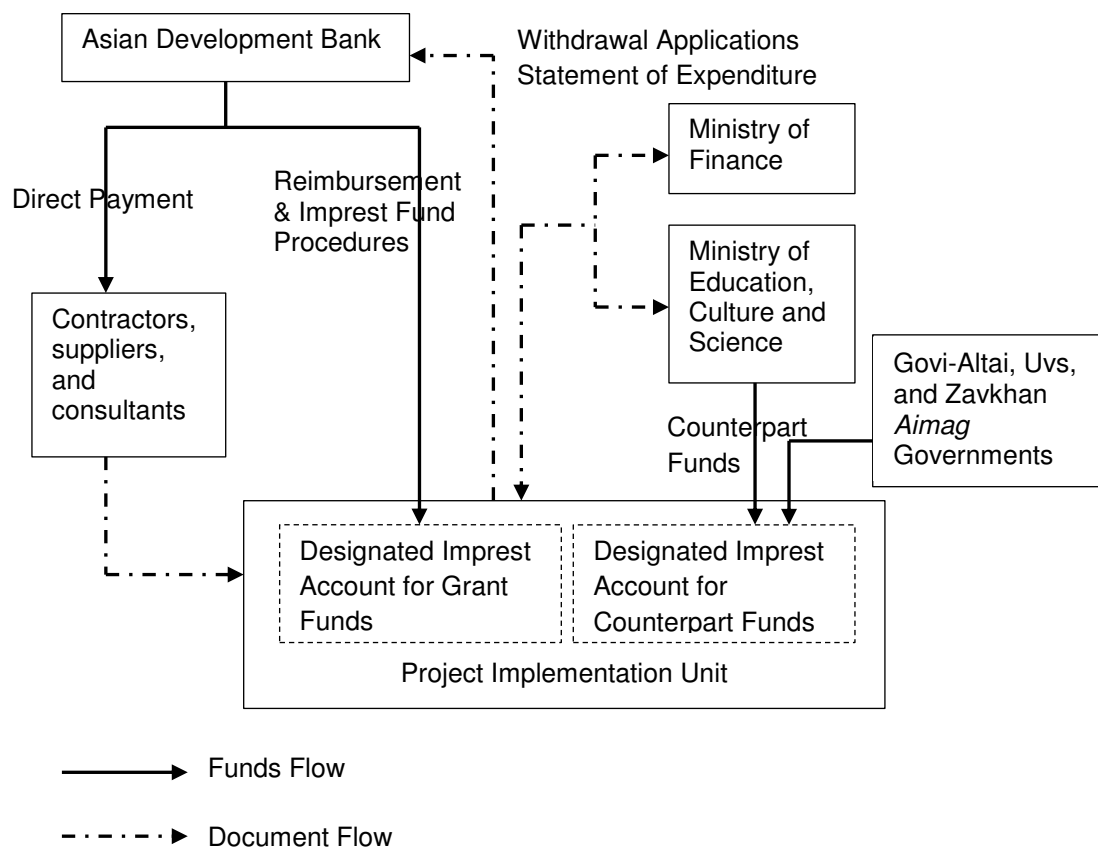 Asian Development Bank
Withdrawal Applications
Statement of Expenditure
Ministry of
Finance
Direct Payment
Reimbursement
& Imprest Fund
Procedures
Ministry of
Education,
Culture and
Science
Contractors,
suppliers,
and
consultants
Govi-Altai, Uvs,
and Zavkhan
Aimag
Governments
Counterpart
Funds
Designated Imprest
Account for Grant
Funds
Designated Imprest
Account for
Counterpart Funds
Project Implementation Unit
Funds Flow
Document Flow